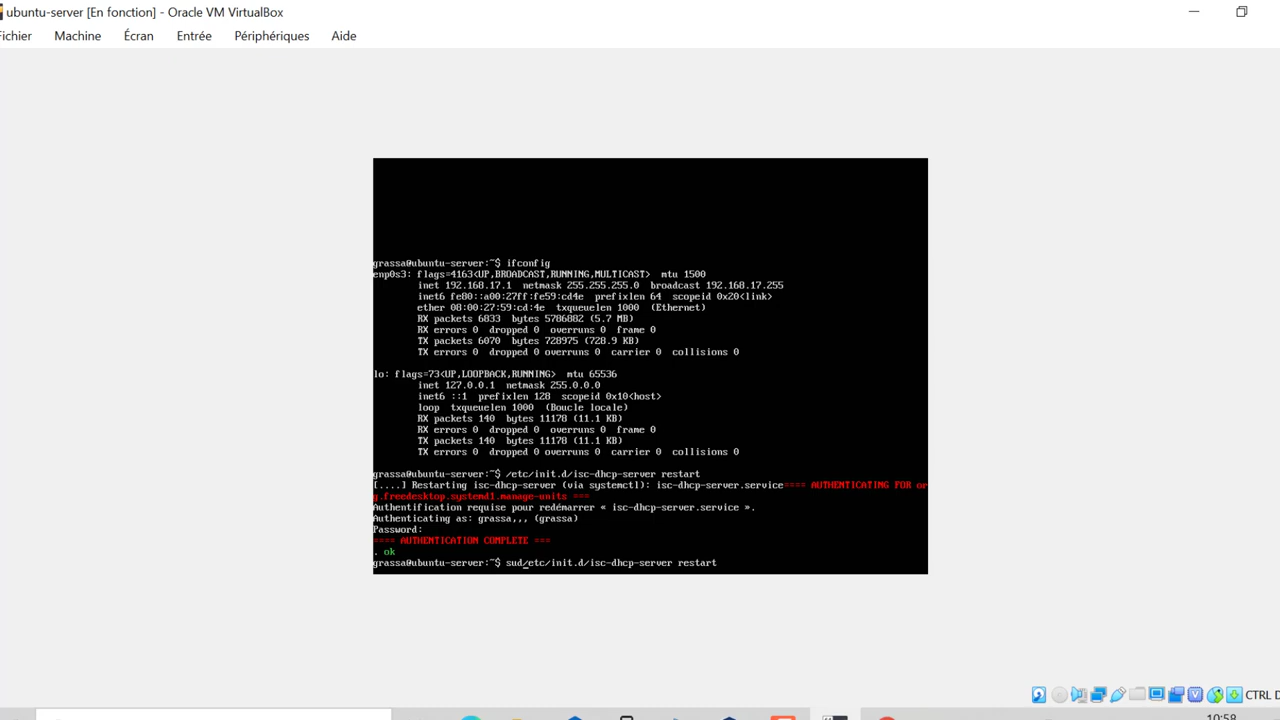 ubuntu-server [En fonction] - Oracle VM VirtualBox
Fichier Machine Écran Entrée Périphériques Aide
grassa@ubuntu-server:~$ ifconfig
enp0s3: flags=4163<UP,BROADCAST,RUNNING,MULTICAST> mtu 1500
inet 192.168.17.1 netmask 255.255.255.0 broadcast 192.168.17.255
inet6 fe80::a00:27ff:fe59:cd4e prefixlen 64 scopeid 0x20<link>
ether 08:00:27:59:cd:4e txqueuelen 1000 (Ethernet)
RX packets 6833 bytes 5786882 (5.7 MB)
RX errors 0 dropped 0 overruns 0 frame 0
TX packets 6070 bytes 728975 (728.9 KB)
TX errors 0 dropped 0 overruns 0 carrier 0 collisions 0
lo: flags=73<UP,LOOPBACK,RUNNING> mtu 65536
inet 127.0.0.1 netmask 255.0.0.0
inet6 ::1 prefixlen 128 scopeid 0x10<host>
loop txqueuelen 1000 (Boucle locale)
RX packets 140 bytes 11178 (11.1 KB)
RX errors 0 dropped 0 overruns 0 frame 0
TX packets 140 bytes 11178 (11.1 KB)
TX errors 0 dropped 0 overruns 0 carrier 0 collisions 0
grassa@ubuntu-server:~$ /etc/init.d/isc-dhcp-server restart
[....] Restarting isc-dhcp-server (via systemctl): isc-dhcp-server.service==== AUTHENTICATING FOR or
g.freedesktop.systemd1.manage-units ===
Authentification requise pour redémarrer « isc-dhcp-server.service ».
Authenticating as: grassa,,, (grassa)
Password:
==== AUTHENTICATION COMPLETE ===
. ok
grassa@ubuntu-server:~$ sud/etc/init.d/isc-dhcp-server restart
CTRL D
10:58